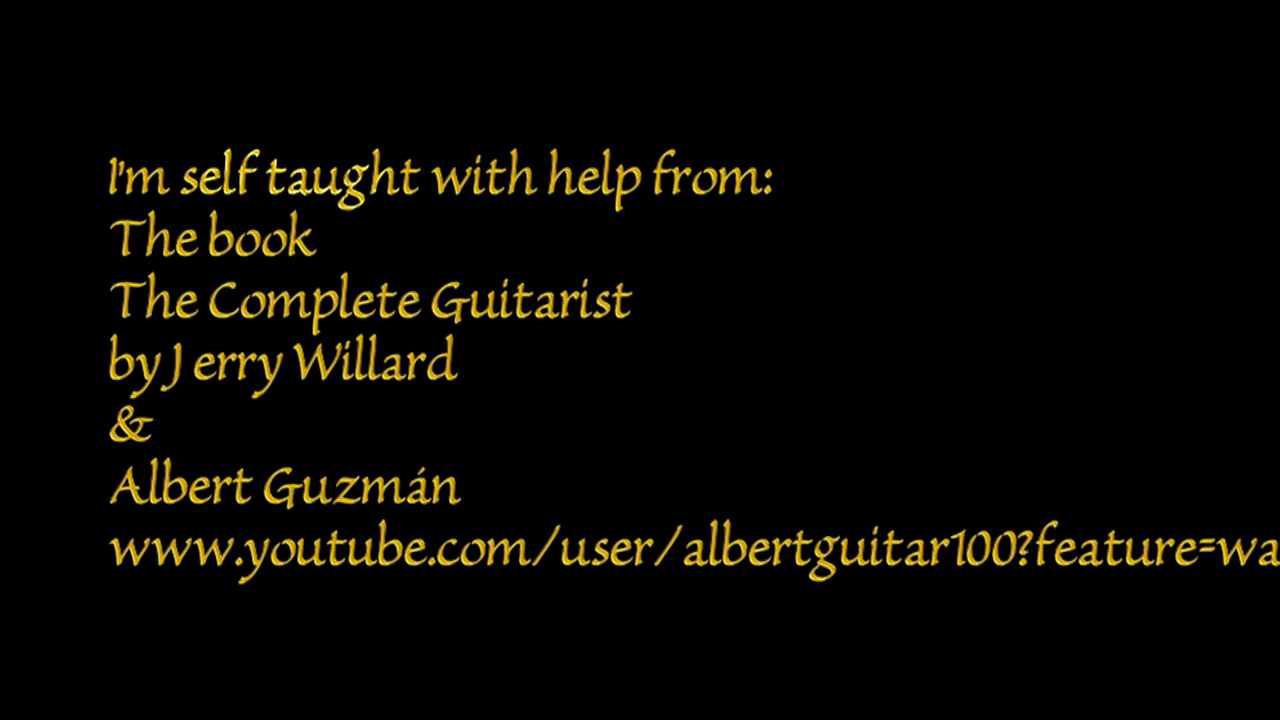 I'm self taught with help from:
The book
The Complete Guitarist
by J erry Willard
&
Albert Guzmán
www.youtube.com/user/albertguitar100?feature=wa